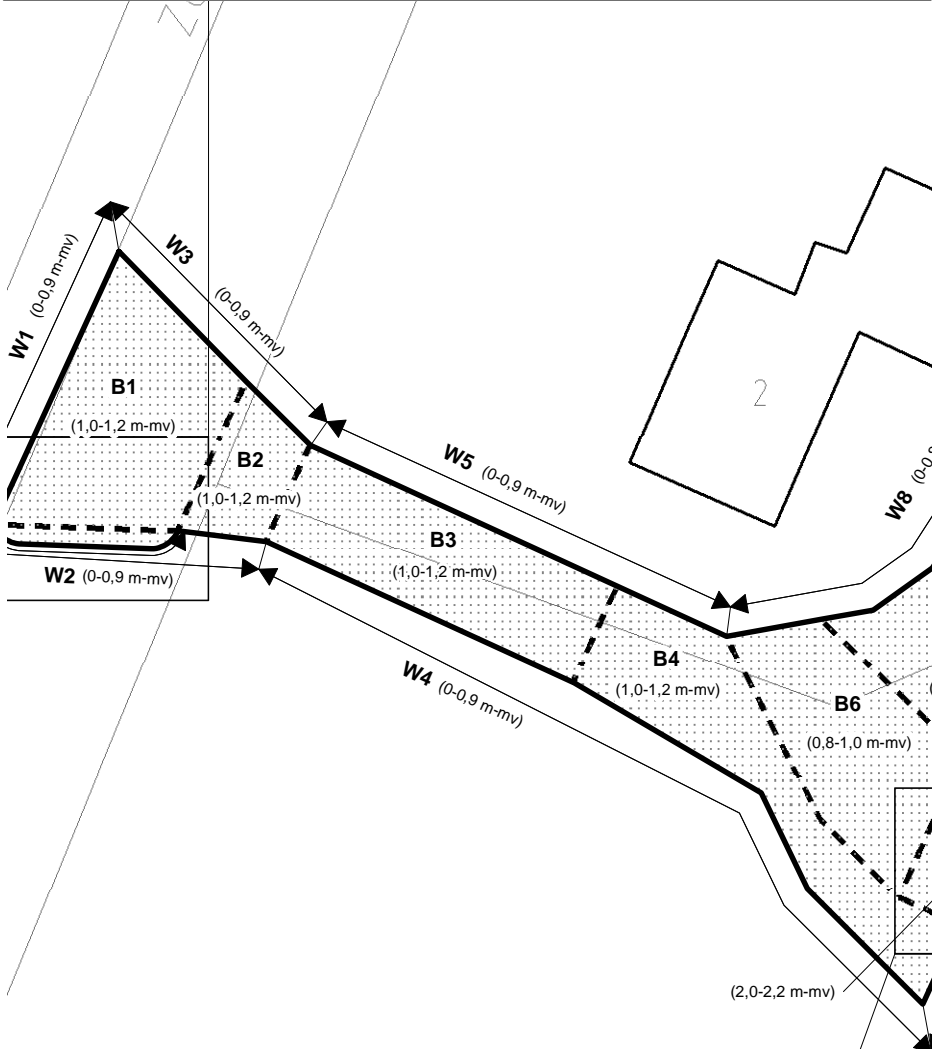 W1 (0-0,9 m-mv)
W3
(0-0,9 m-mv)
B1
(1,0-1,2 m-mv)
2
W5 (0-0,9 m-mv)
B2
(1,0-1,2 m-mv)
W8
B3
(1,0-1,2 m-mv)
W2 (0-0,9 m-mv)
W4 (0-0,9 m-mv)
B4
(1,0-1,2 m-mv)
B6
(0,8-1,0 m-mv)
(2,0-2,2 m-mv)